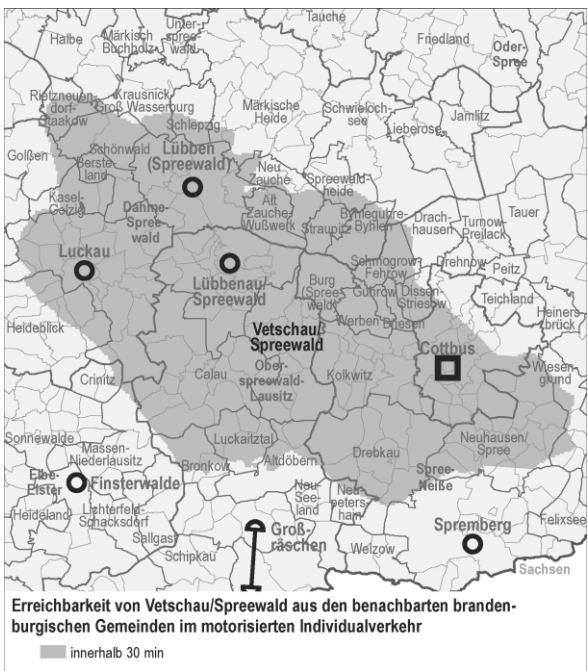 Halbe
Märkisch
Buchholz
Unter-
spree-
wald
Tauche
Friedland
Oder-
Spree
Rietzneuen-
dorf-
Staakow
Krausnick
Groß Wasserburg
Schlepzig
Märkische
Heide
Schwieloch-
see
Lieberose
Jamlitz
Golßen
Schönwald
Berste-
land
Lübben
(Spreewald)
Neu
Zauche
Spreewald-
heide
Kasel-
Golzig
Dahme-
Spree
wald
Alt
Zauche-
Wußwerk
Straupitz
Byhleguhre-
Byhlen
Drach-
hausen
Turnow-
Preilack
Tauer
Luckau
Lübbenau/
Spreewald
Burg
Spree-
wald
Schmogrow-
Fehrow
Drehnow
Peitz
Guhrow
Dissen-
Striesow
Teichland
Heideblick
Vetschau/
Spreewald
Werben
Briesen
Heiners-
brück
Cottbus
Wiesen-
grund
Crinitz
Calau
Ober-
spreewald-
Lausitz
Kolkwitz
Sonnewalde
Massen-
Niederlausitz
Luckaitztal
Drebkau
Neuhausen/
Spree
Bronkow
Altdöbern
Elbe-
Elster
Finsterwalde
Neu-
Seeland
Neu-
peters-
hain
Spree-
Neiße
Heideland
Lichterfeld-
Schacksdorf
Sallgast
Schipkau
Groß-
räschen
Welzow
Spremberg
Felixsee
Sachsen
Erreichbarkeit von Vetschau/Spreewald aus den benachbarten branden-
burgischen Gemeinden im motorisierten Individualverkehr
innerhalb 30 min